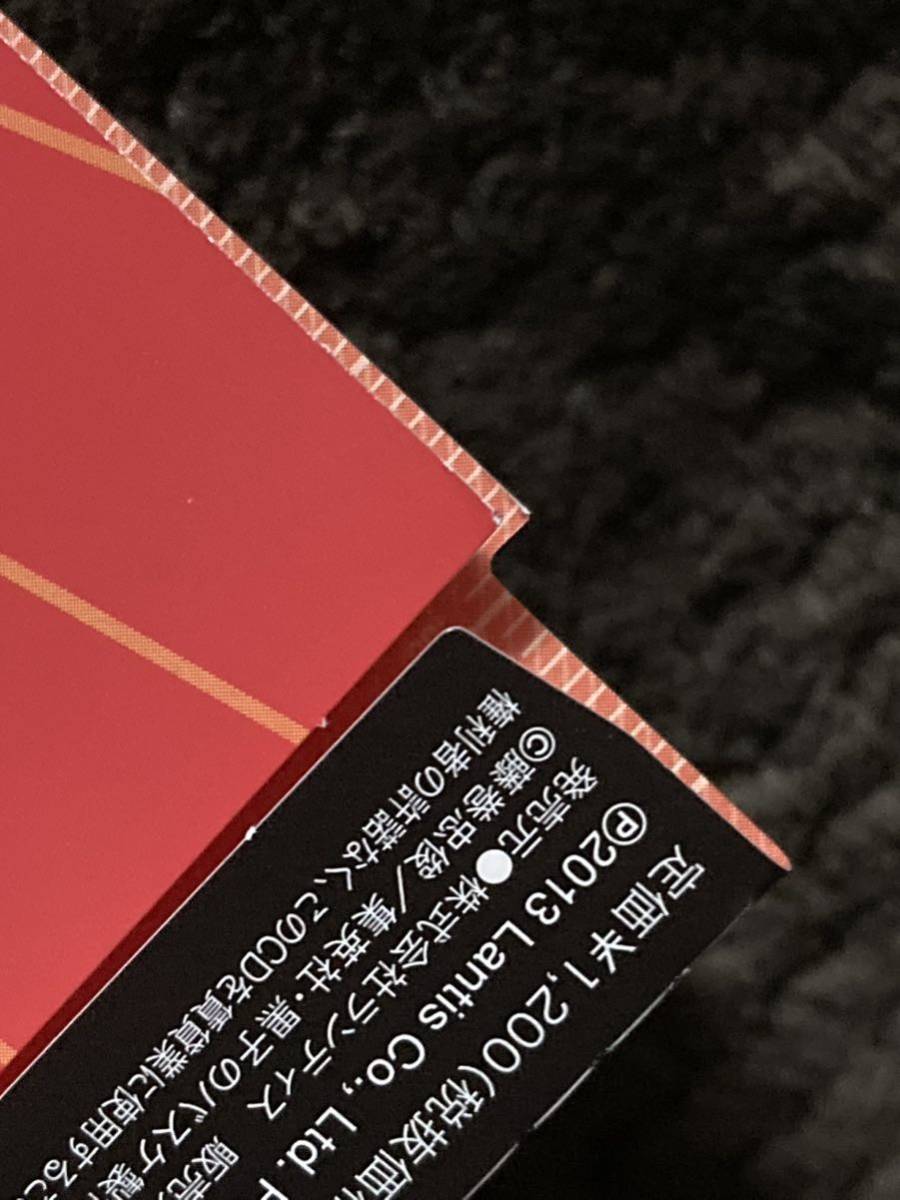 定価¥1,200(税抜価
Ⓟ2013 Lantis Co., Ltd.
発売元●株式会社ランティス 販売
©藤巻忠俊/集英社・黒子のバスケ製
権利者の許諾なく、このCDを賃貸業に使用するこ